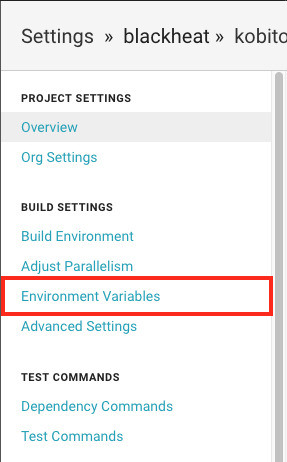 Settings » blackheat » kobito
PROJECT SETTINGS
Overview
Org Settings
BUILD SETTINGS
Build Environment
Adjust Parallelism
Environment Variables
Advanced Settings
TEST COMMANDS
Dependency Commands
Test Commands